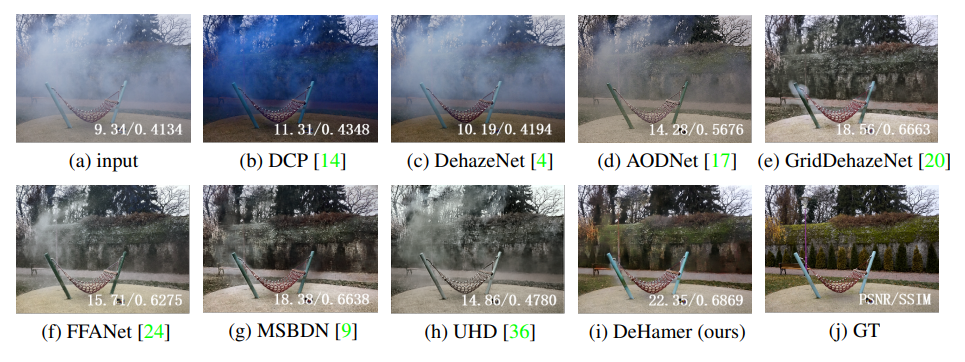 9.34/0.4134
11.31/0.4348
10.19/0.4194
14.28/0.5676
18.56/0.6663
(a) input
(b) DCP [14]
(c) DehazeNet [4]
(d) AODNet [17]
(e) GridDehazeNet [20]
15.71/0.6275
18.38/0.6638
14.86/0.4780
22.35/0.6869
PSNR/SSIM
(f) FFANet [24]
(g) MSBDN [9]
(h) UHD [36]
(i) DeHamer (ours)
(j) GT